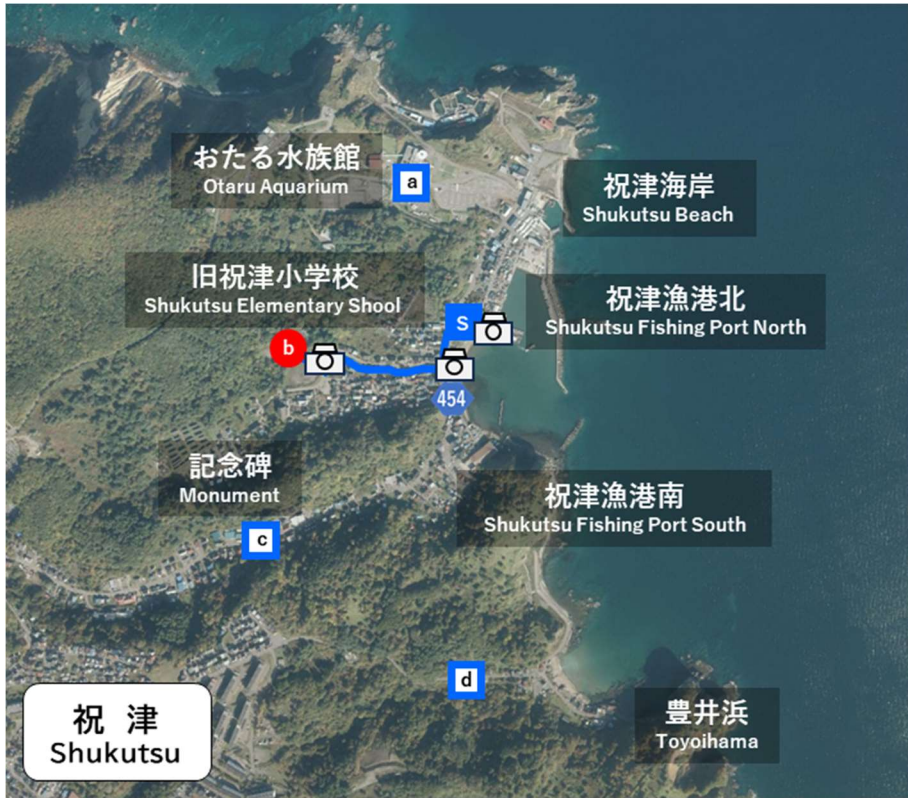 おたる水族館
Otaru Aquarium
a
祝津海岸
Shukutsu Beach
旧祝津小学校
Shukutsu Elementary Shool
祝津漁港北
Shukutsu Fishing Port North
S
b
454
記念碑
Monument
祝津漁港南
Shukutsu Fishing Port South
c
d
豊井浜
Toyoihama
祝津
Shukutsu